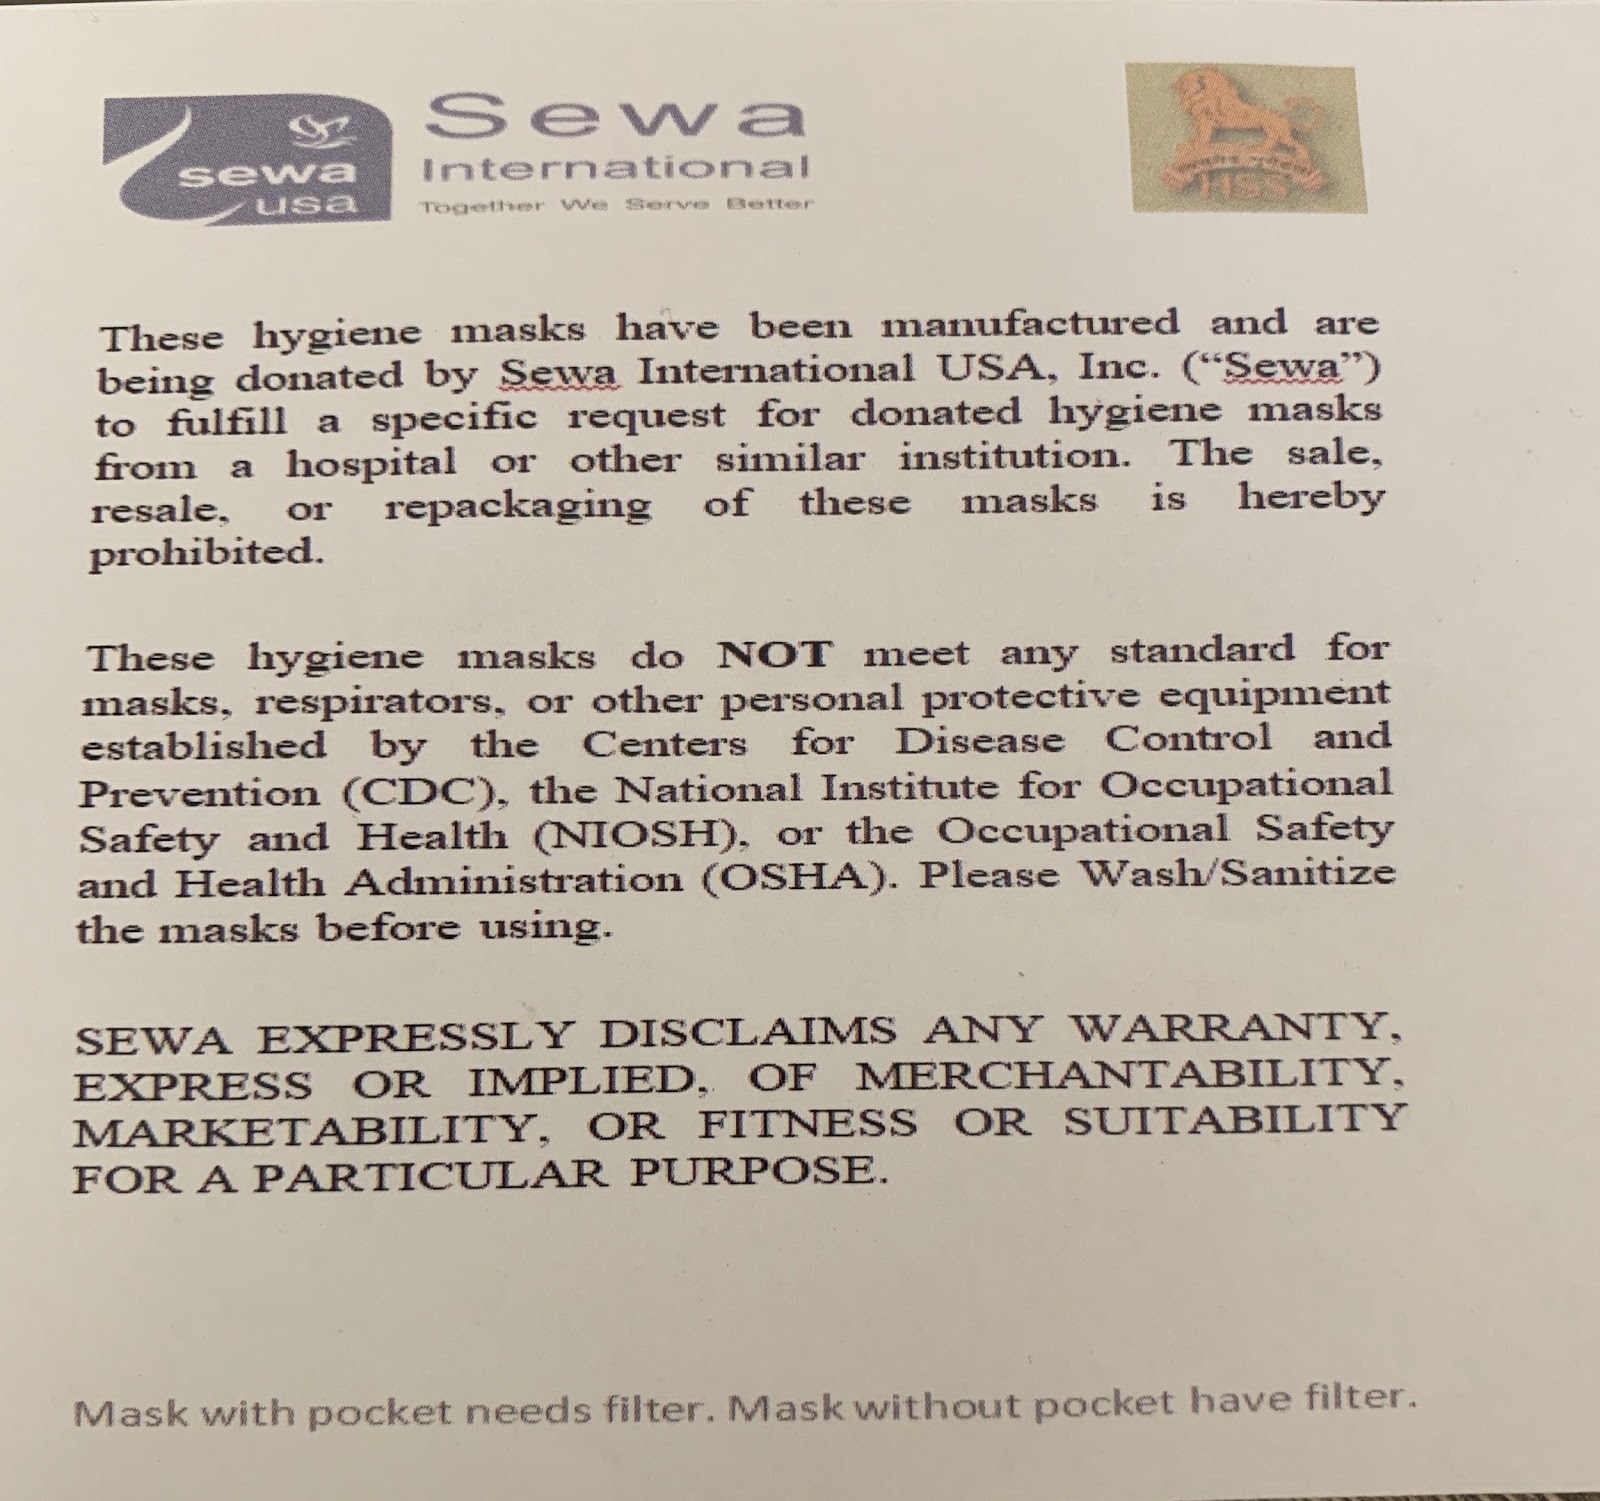 sewa
usa
Sewa
International
Together We Serve Better
HSS
These hygiene masks have been manufactured and are
being donated by Sewa International USA, Inc. (“Sewa”)
to fulfill a specific request for donated hygiene masks
from a hospital or other similar institution. The sale,
resale, or repackaging of these masks is hereby
prohibited.
These hygiene masks do NOT meet any standard for
masks, respirators, or other personal protective equipment
established by the Centers for Disease Control and
Prevention (CDC), the National Institute for Occupational
Safety and Health (NIOSH), or the Occupational Safety
and Health Administration (OSHA). Please Wash/Sanitize
the masks before using.
SEWA EXPRESSLY DISCLAIMS ANY WARRANTY,
EXPRESS OR IMPLIED, OF MERCHANTABILITY,
MARKETABILITY, OR FITNESS OR SUITABILITY
FOR A PARTICULAR PURPOSE.
Mask with pocket needs filter. Mask without pocket have filter.